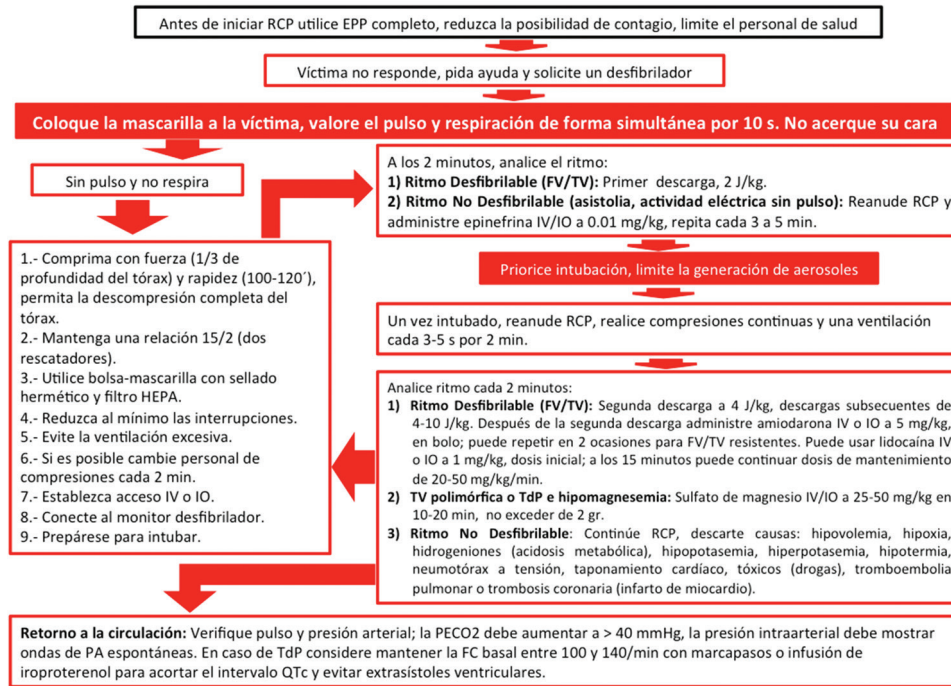 Antes de iniciar RCP utilice EPP completo, reduzca la posibilidad de contagio, limite el personal de salud
Víctima no responde, pida ayuda y solicite un desfibrilador
Coloque la mascarilla a la víctima, valore el pulso y respiración de forma simultánea por 10 s. No acerque su cara
Sin pulso y no respira
A los 2 minutos, analice el ritmo:
1) Ritmo Desfibrilable (FV/TV): Primer descarga, 2 J/kg.
2) Ritmo No Desfibrilable (asistolia, actividad eléctrica sin pulso): Reanude RCP y
administre epinefrina IV/IO a 0.01 mg/kg, repita cada 3 a 5 min.
1.- Comprima con fuerza (1/3 de
profundidad del tórax) y rapidez (100-120´),
permita la descompresión completa del
tórax.
2.- Mantenga una relación 15/2 (dos
rescatadores).
3.- Utilice bolsa-mascarilla con sellado
hermético y filtro HEPA.
4.- Reduzca al mínimo las interrupciones.
5.- Evite la ventilación excesiva.
6.- Si es posible cambie personal de
compresiones cada 2 min.
7.- Establezca acceso IV o IO.
8.- Conecte al monitor desfibrilador.
9.- Prepárese para intubar.
Priorice intubación, limite la generación de aerosoles
Un vez intubado, reanude RCP, realice compresiones continuas y una ventilación
cada 3-5 s por 2 min.
Analice ritmo cada 2 minutos:
1) Ritmo Desfibrilable (FV/TV): Segunda descarga a 4 J/kg, descargas subsecuentes de
4-10 J/kg. Después de la segunda descarga administre amiodarona IV o IO a 5 mg/kg,
en bolo; puede repetir en 2 ocasiones para FV/TV resistentes. Puede usar lidocaína IV
o IO a 1 mg/kg, dosis inicial; a los 15 minutos puede continuar dosis de mantenimiento
de 20-50 mg/kg/min.
2) TV polimórfica o TdP e hipomagnesemia: Sulfato de magnesio IV/IO a 25-50 mg/kg en
10-20 min, no exceder de 2 gr.
3) Ritmo No Desfibrilable: Continúe RCP, descarte causas: hipovolemia, hipoxia,
hidrogeniones (acidosis metabólica), hipopotasemia, hiperpotasemia, hipotermia,
neumotórax a tensión, taponamiento cardíaco, tóxicos (drogas), tromboembolia
pulmonar o trombosis coronaria (infarto de miocardio).
Retorno a la circulación: Verifique pulso y presión arterial; la PECO2 debe aumentar a > 40 mmHg, la presión intraarterial debe mostrar
ondas de PA espontáneas. En caso de TdP considere mantener la FC basal entre 100 y 140/min con marcapasos o infusión de
iroproterenol para acortar el intervalo QTc y evitar extrasístoles ventriculares.